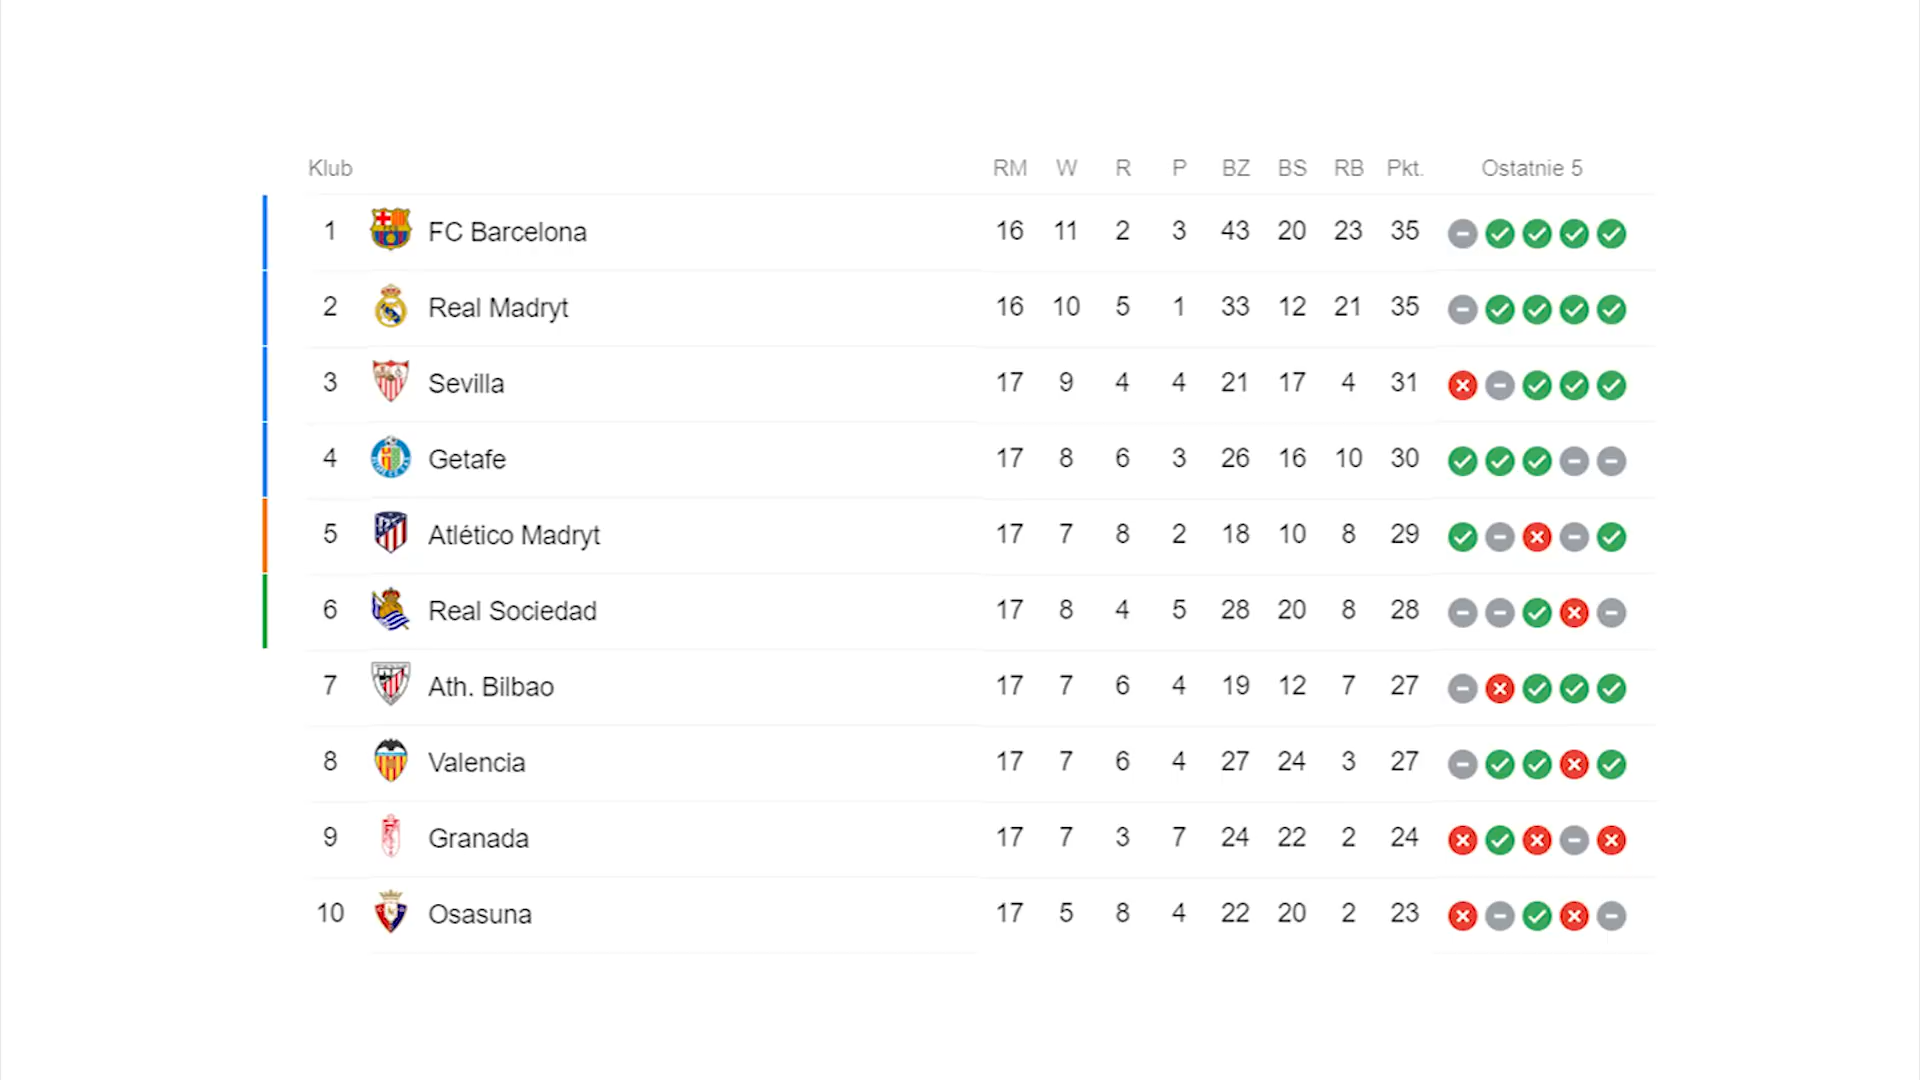 Klub RM W R P BZ BS RB Pkt. Ostatnie 5
1 FC Barcelona 16 11 2 3 43 20 23 35
2 Real Madryt 16 10 5 1 33 12 21 35
3 Sevilla 17 9 4 4 21 17 4 31
4 Getafe 17 8 6 3 26 16 10 30
5 Atlético Madryt 17 7 8 2 18 10 8 29
6 Real Sociedad 17 8 4 5 28 20 8 28
7 Ath. Bilbao 17 7 6 4 19 12 7 27
8 Valencia 17 7 6 4 27 24 3 27
9 Granada 17 7 3 7 24 22 2 24
10 Osasuna 17 5 8 4 22 20 2 23